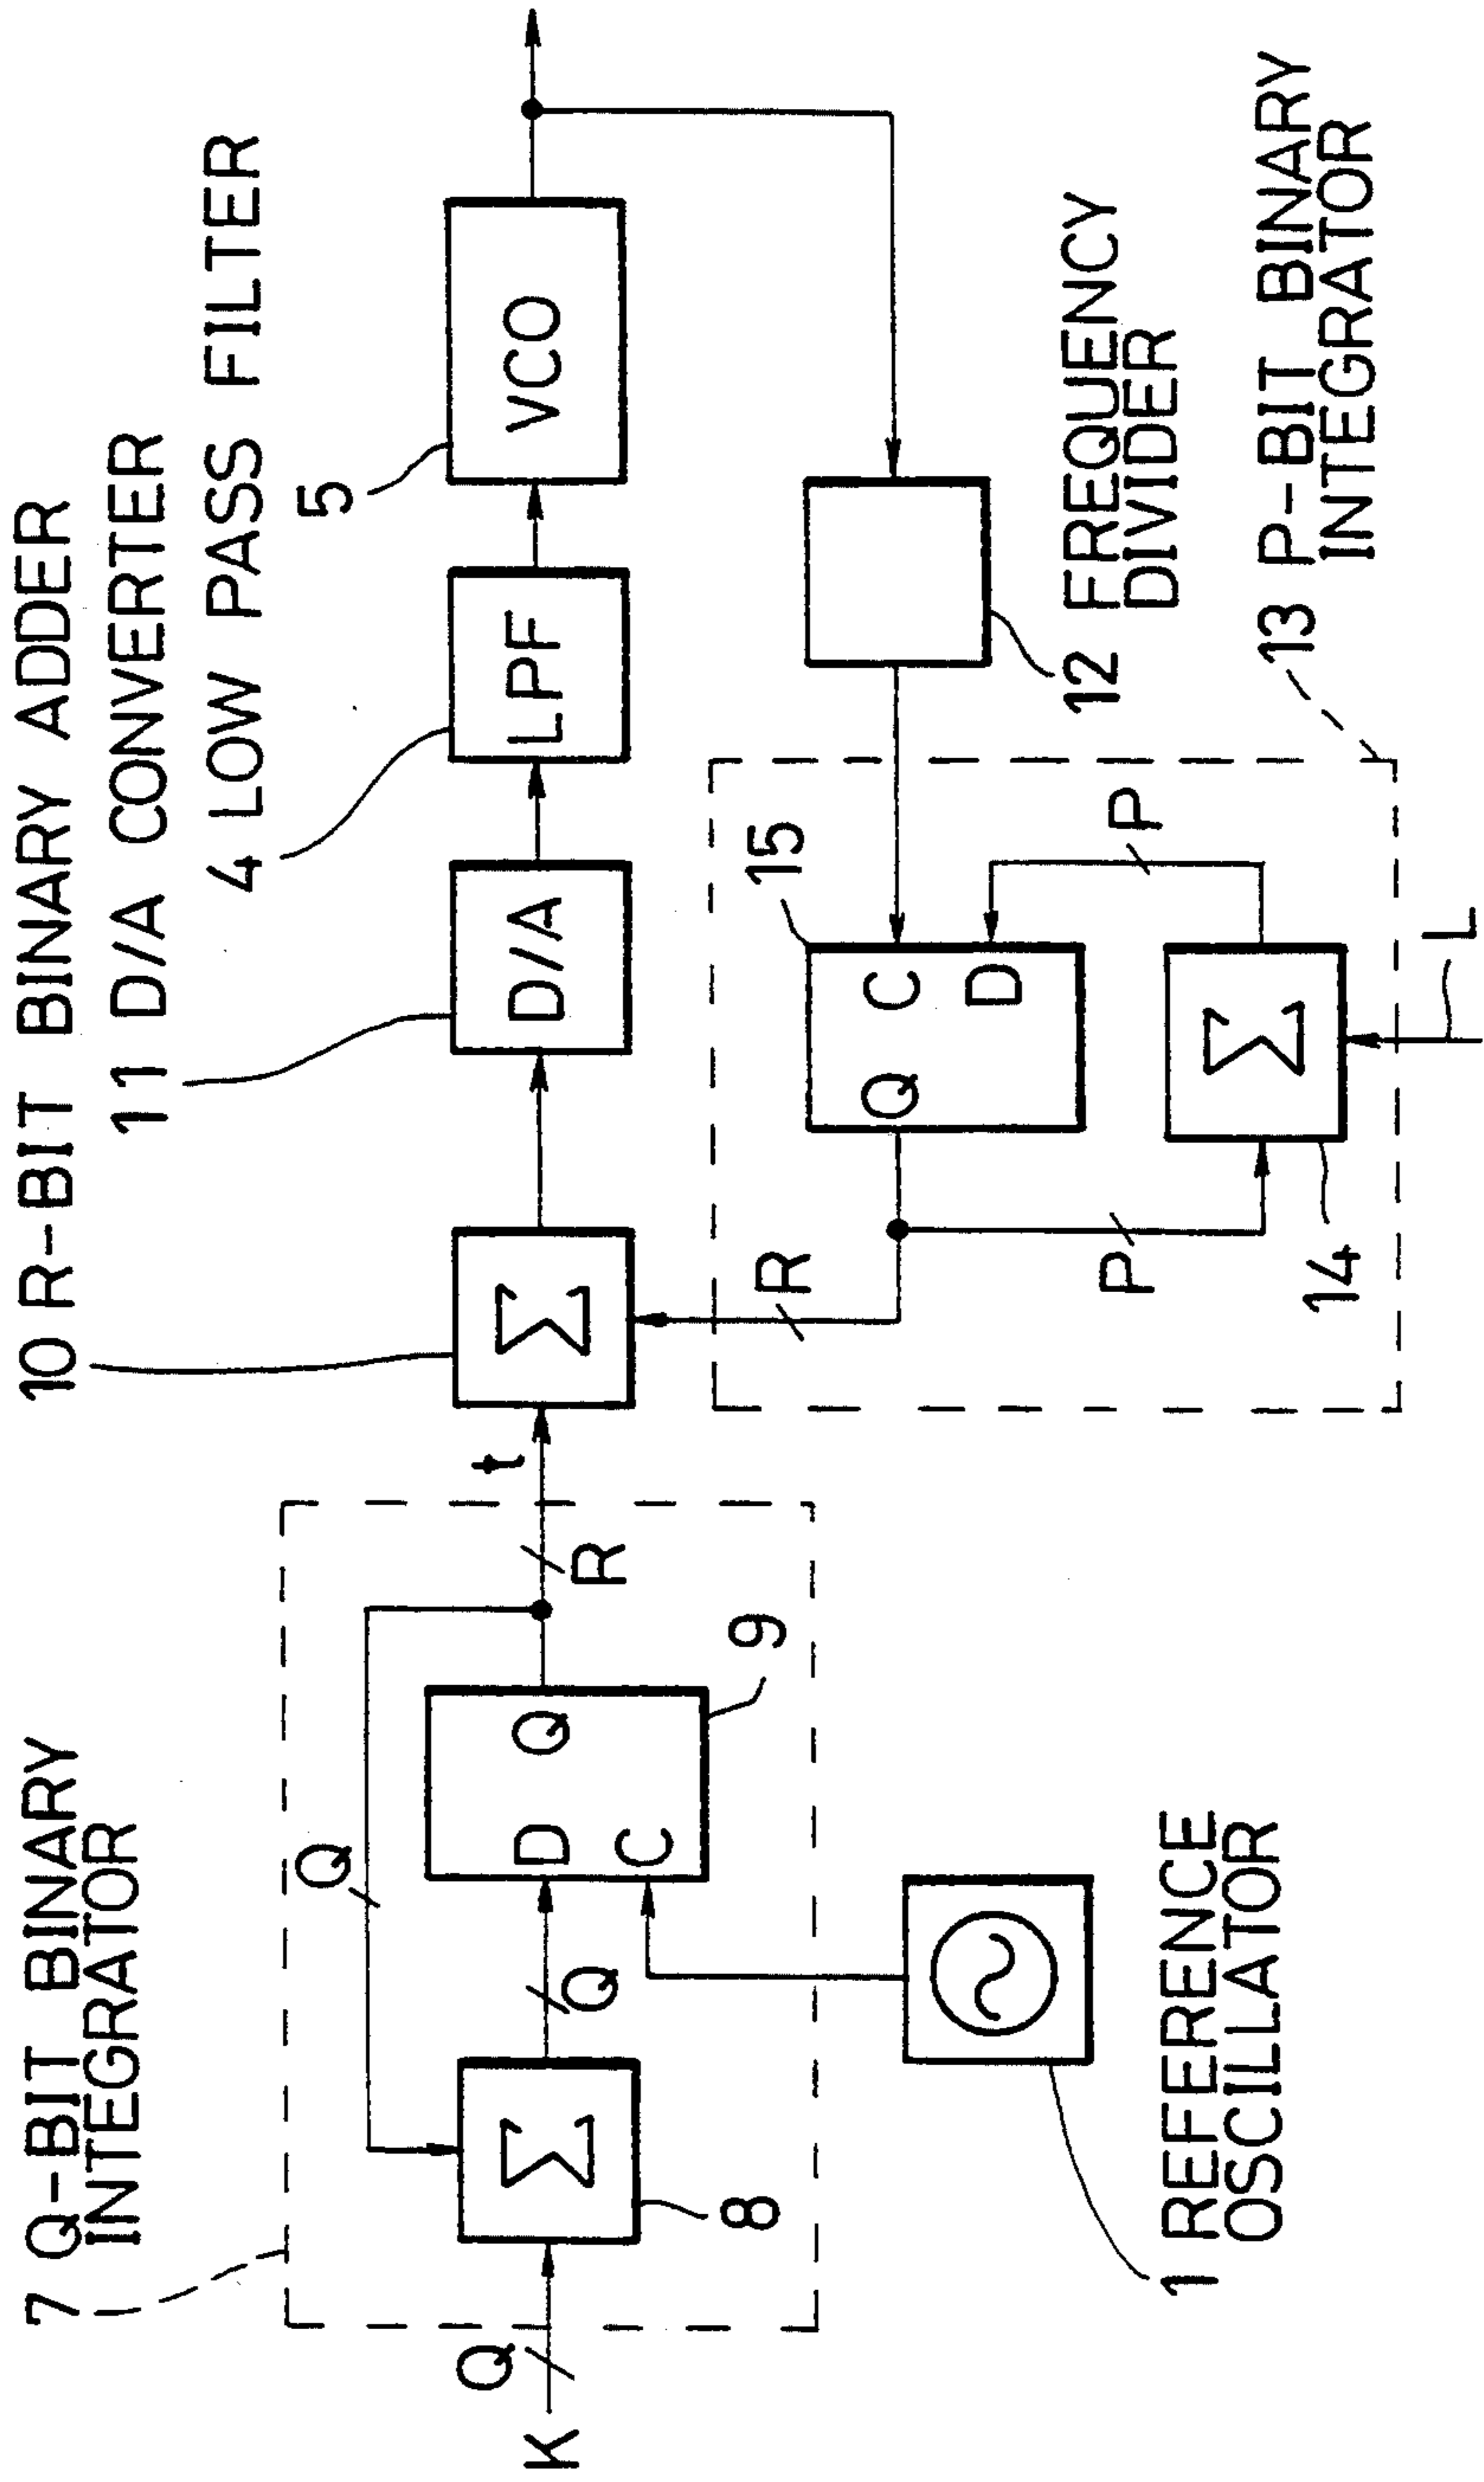 7 Q-BIT BINARY
INTEGRATOR
10 R-BIT BINARY ADDER
11 D/A CONVERTER
4 LOW PASS FILTER
5
K
Q
Q
Q
D Q
C
R
t
Σ
Σ
D/A
LPF
VCO
8
9
1 REFERENCE
OSCILLATOR
R
P
Q C
D
15
P
Σ
14
L
12 FREQUENCY
DIVIDER
13 P-BIT BINARY
INTEGRATOR